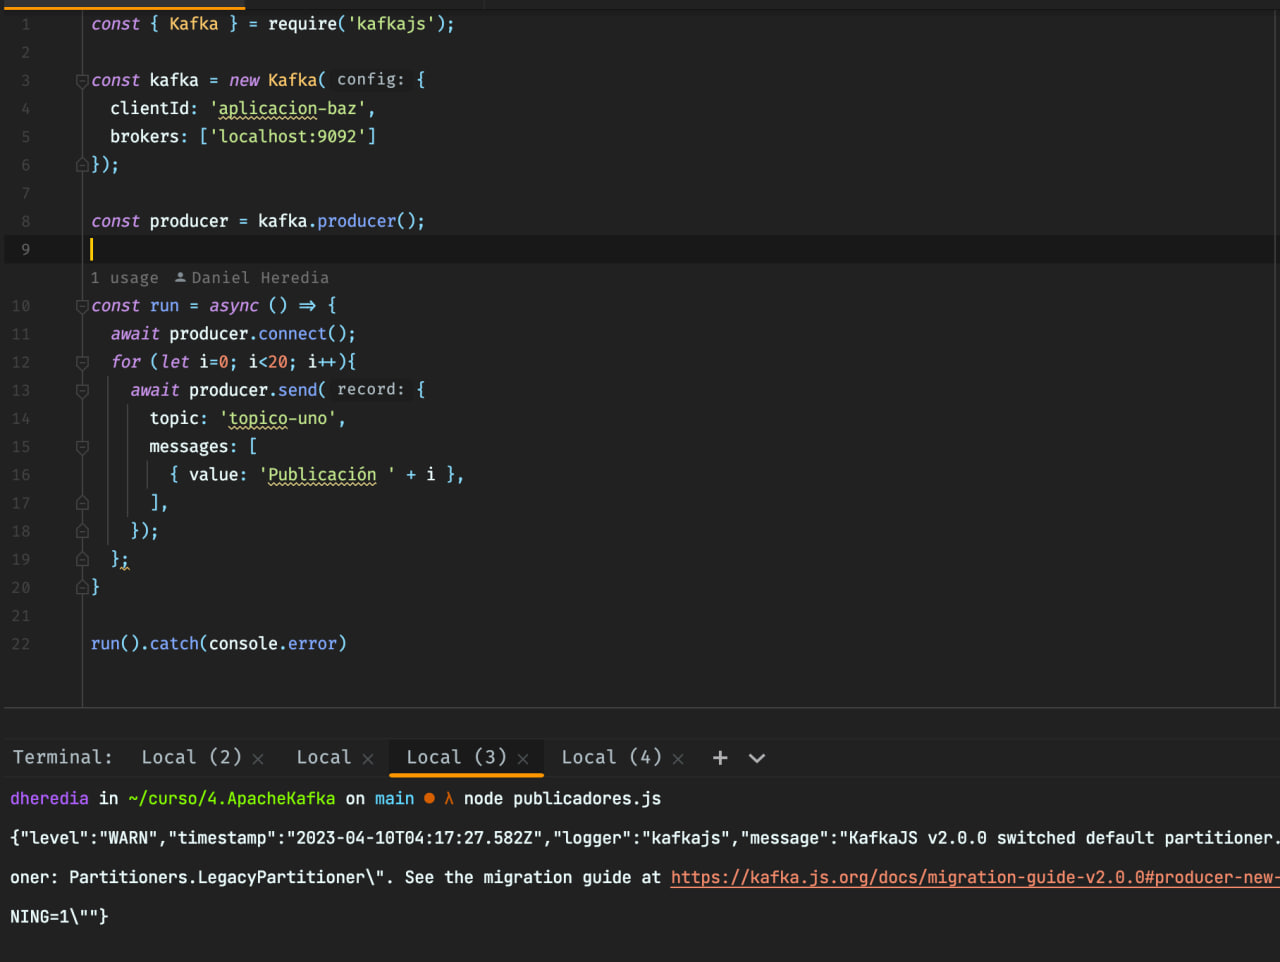 1 const { Kafka } = require('kafkajs');
2
3 const kafka = new Kafka( config: {
4 clientId: 'aplicacion-baz',
5 brokers: ['localhost:9092']
6 });
7
8 const producer = kafka.producer();
9
1 usage Daniel Heredia
10 const run = async () => {
11 await producer.connect();
12 for (let i=0; i<20; i++){
13 await producer.send( record: {
14 topic: 'topico-uno',
15 messages: [
16 { value: 'Publicación ' + i },
17 ],
18 });
19 };
20 }
21
22 run().catch(console.error)
Terminal: Local (2) × Local × Local (3) × Local (4) × +
dheredia in ~/curso/4.ApacheKafka on main ● λ node publicadores.js
{"level":"WARN","timestamp":"2023-04-10T04:17:27.582Z","logger":"kafkajs","message":"KafkaJS v2.0.0 switched default partitioner.
oner: Partitioners.LegacyPartitioner\". See the migration guide at https://kafka.js.org/docs/migration-guide-v2.0.0#producer-new-
NING=1\""}